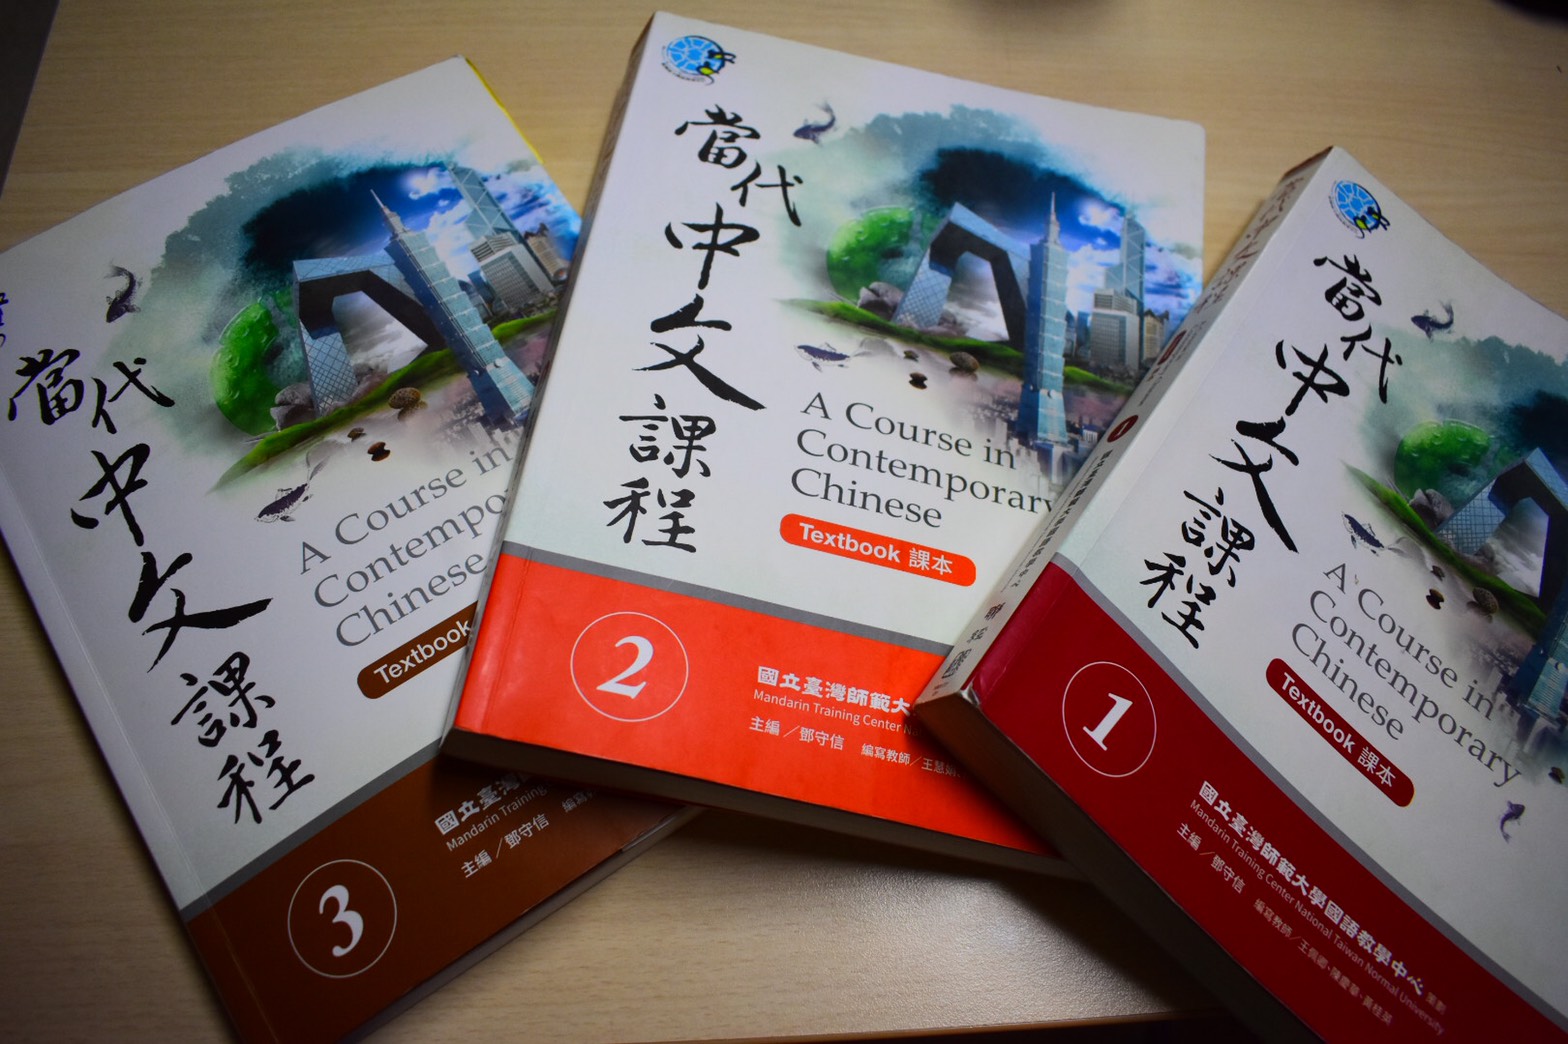 當代
中文
課程
A Course in
Contempo
Chinese
Textbook
3
國立臺灣
Mandarin Training
主編／鄧守信
當代
中文
課程
A Course in
Contemporary
Chinese
Textbook 課本
2
國立臺灣師範大
Mandarin Training Center
主編／鄧守信 編寫教師／王慧
當代
中文
課程
A Course in
Contemporary
Chinese
Textbook 課本
1
國立臺灣師範大學國語教學中心
Mandarin Training Center National Taiwan Normal University
主編／鄧守信 編寫教師／